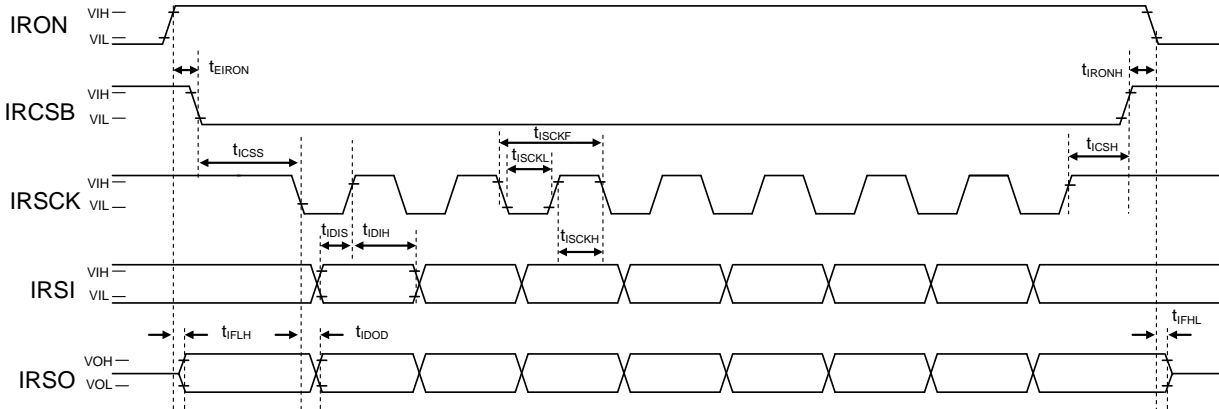 IRON
VIH
VIL
tEIRON
tIRONH
IRCSB
VIH
VIL
tICSS
tISCKF
tISCKL
tICSH
IRSCK
VIH
VIL
tIDIS
tIDIH
tISCKH
IRSI
VIH
VIL
tIFLH
tIDOD
tIFHL
IRSO
VOH
VOL